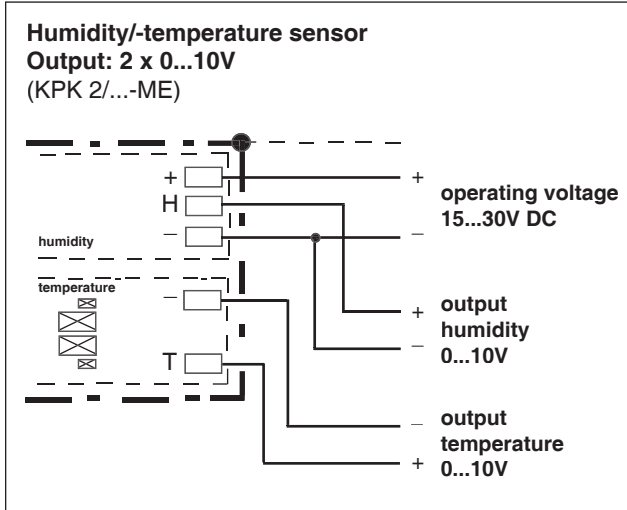 Humidity/-temperature sensor
Output: 2 x 0...10V
(KPK 2/...-ME)
+
H
−
humidity
temperature
−
T
+
operating voltage
15...30V DC
−
+
output
humidity
0...10V
−
−
output
temperature
0...10V
+